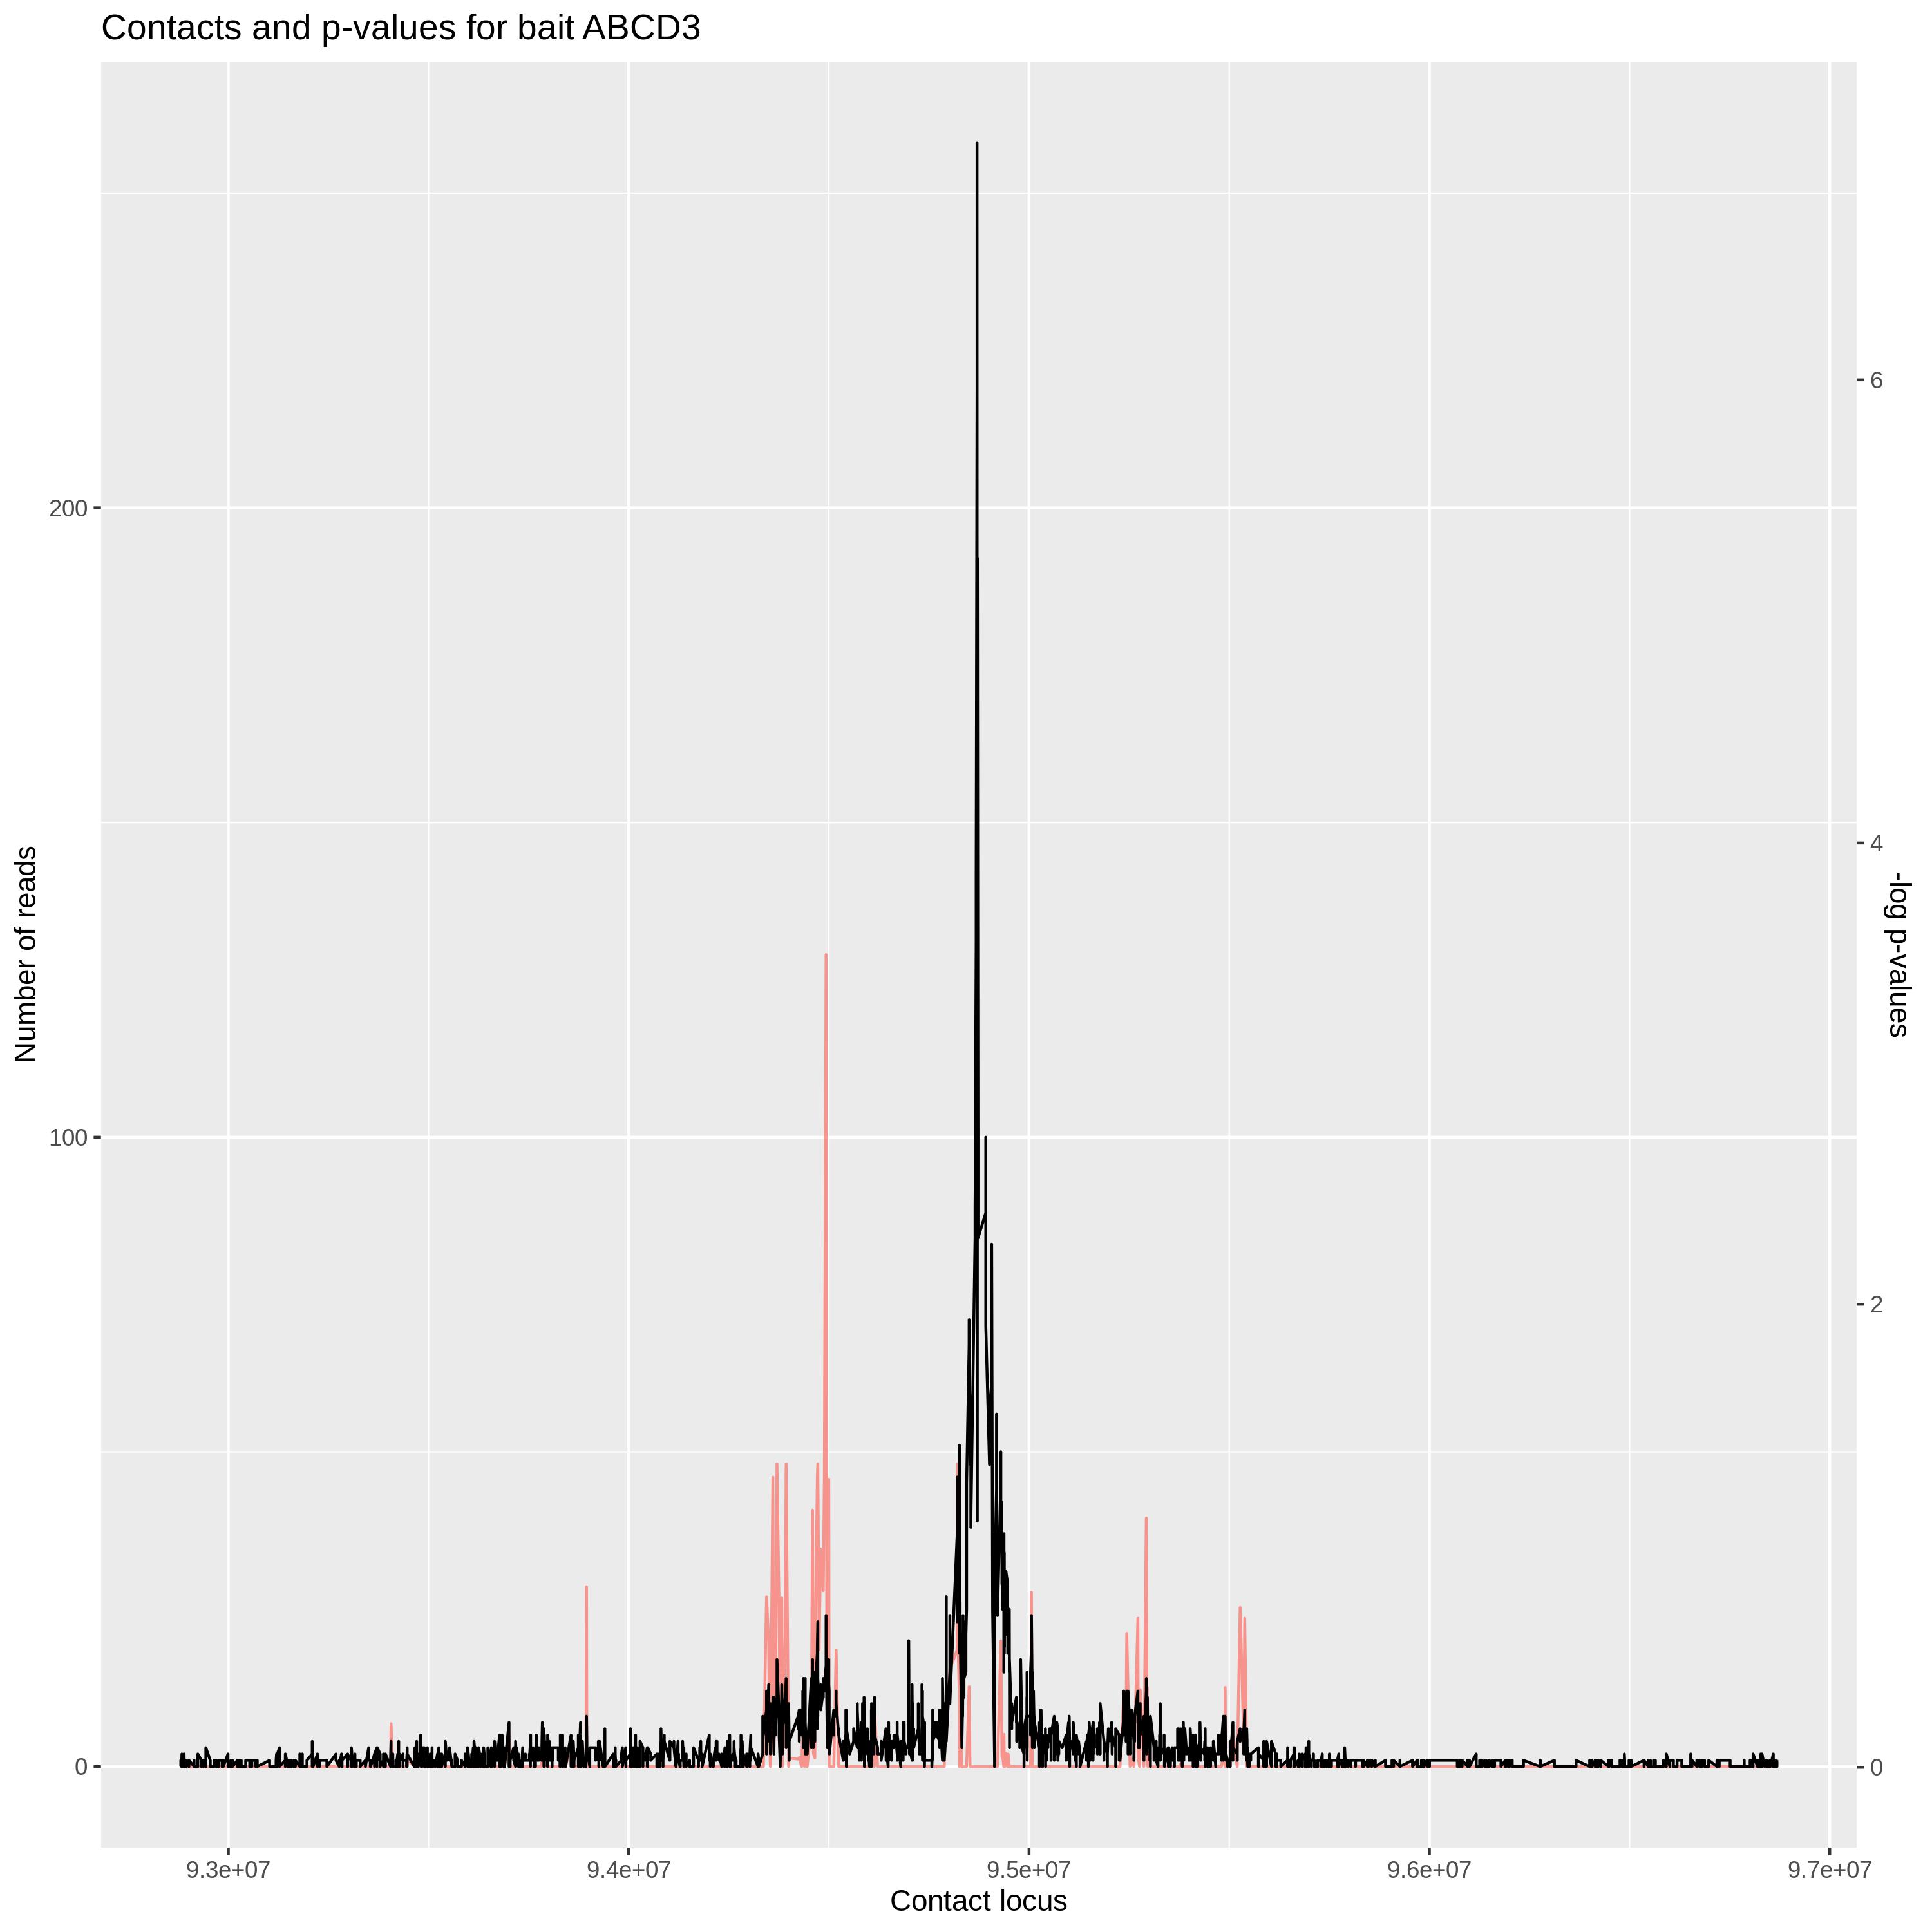 Contacts and p-values for bait ABCD3
Number of reads
200
100
0
6
4
2
0
-log p-values
9.3e+07
9.4e+07
9.5e+07
9.6e+07
9.7e+07
Contact locus